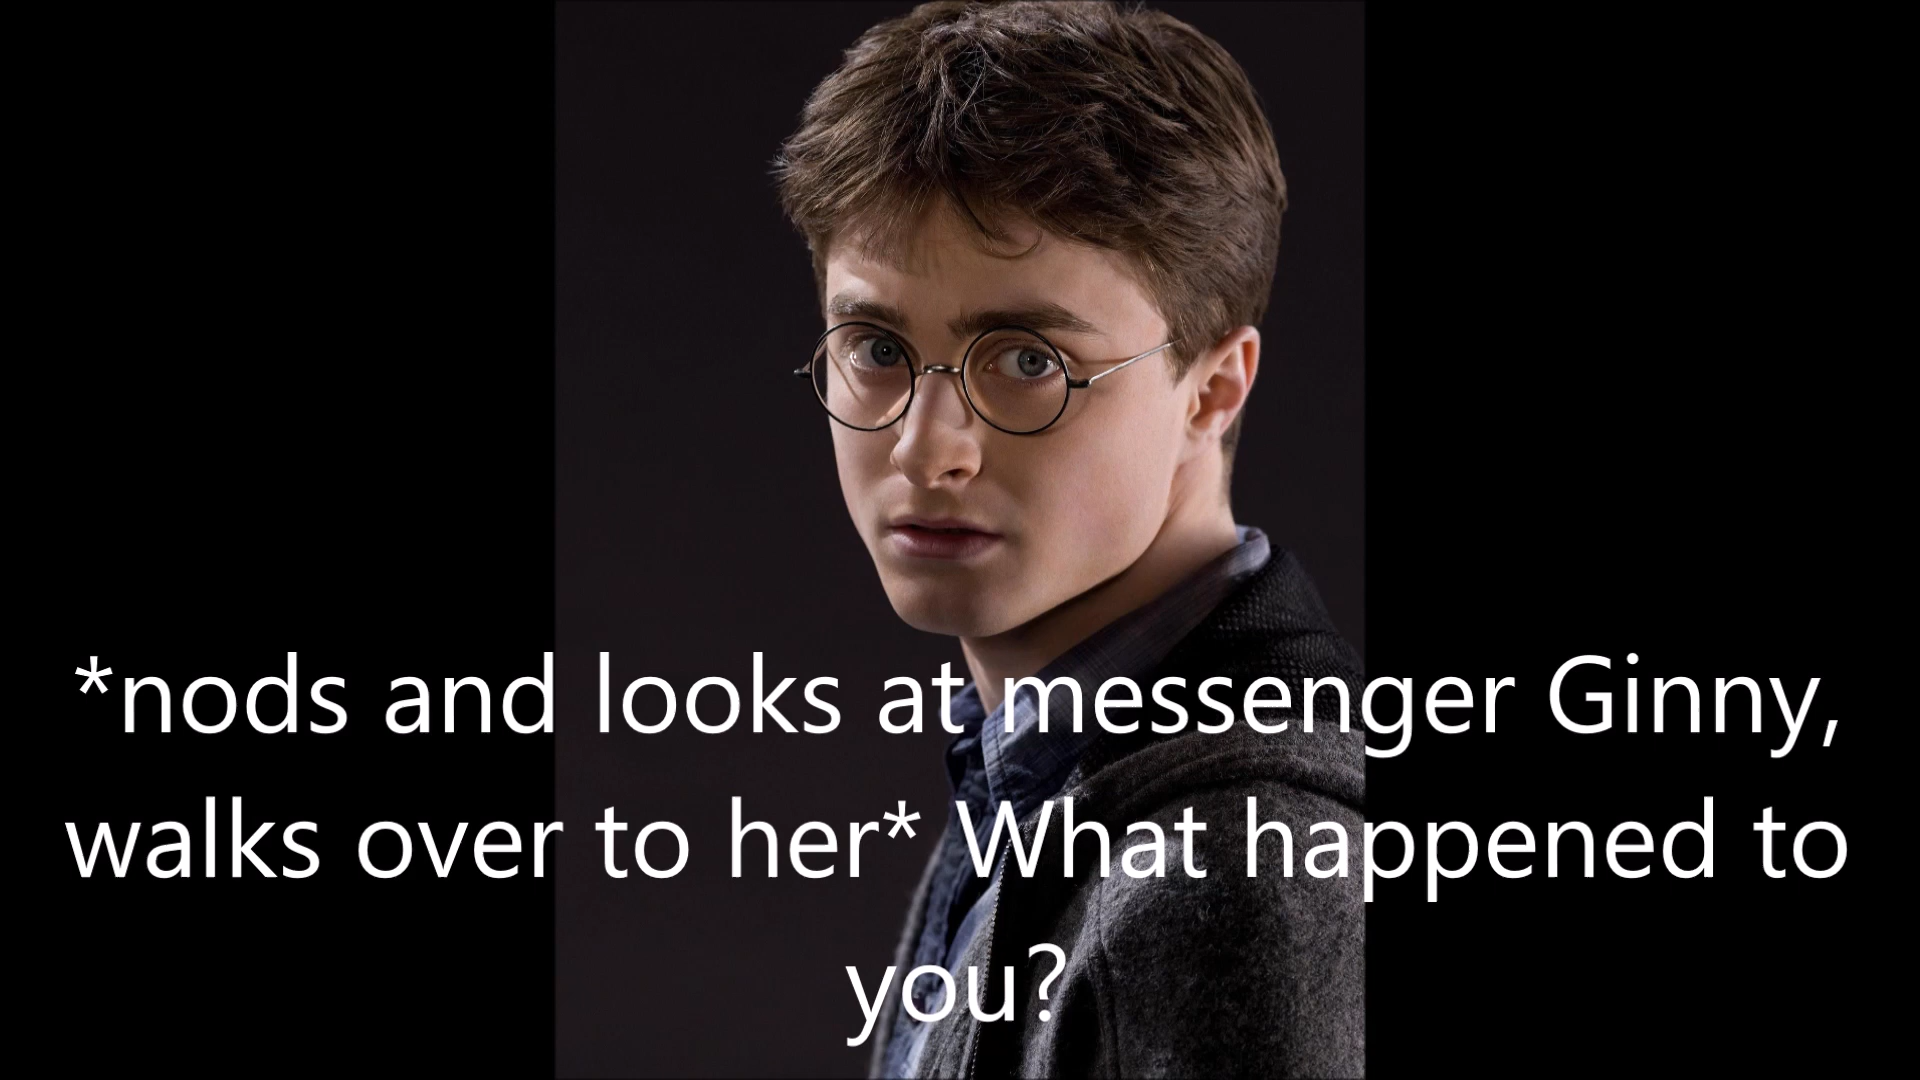 *nods and looks at messenger Ginny,
walks over to her* What happened to
you?